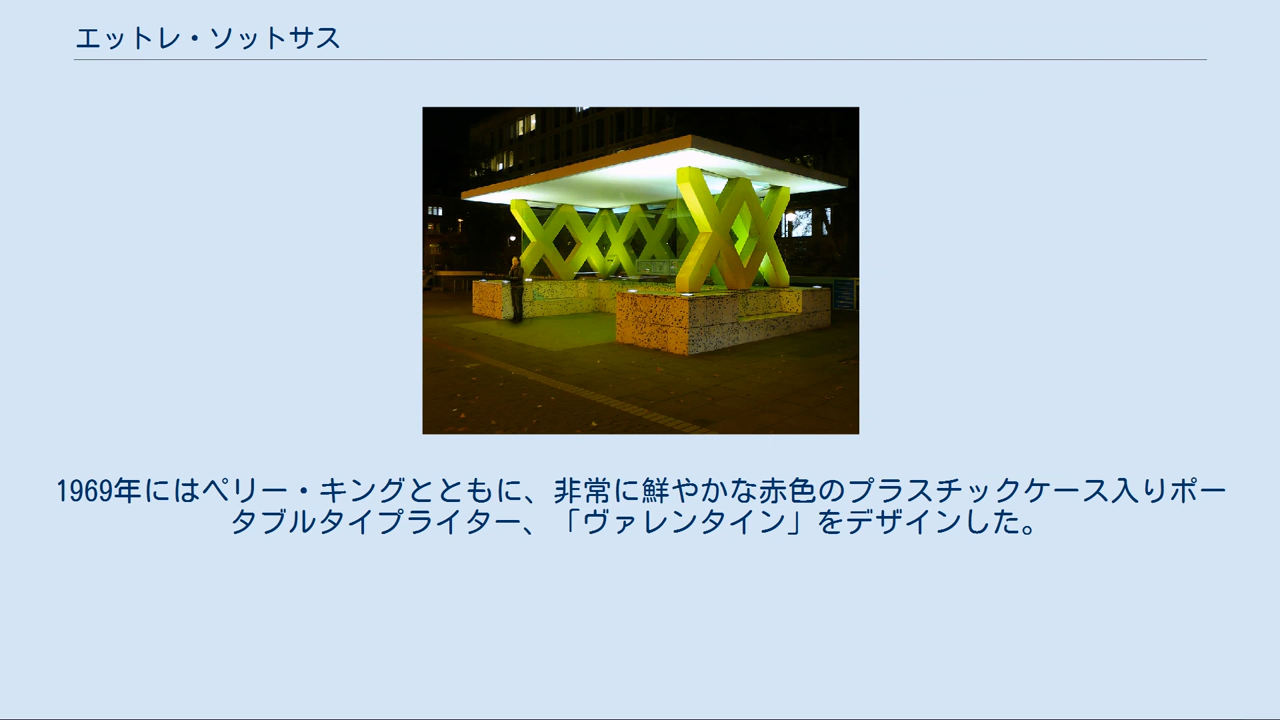 エットレ・ソットサス
1969年にはペリー・キングとともに、非常に鮮やかな赤色のプラスチックケース入りポー
タブルタイプライター、「ヴァレンタイン」をデザインした。